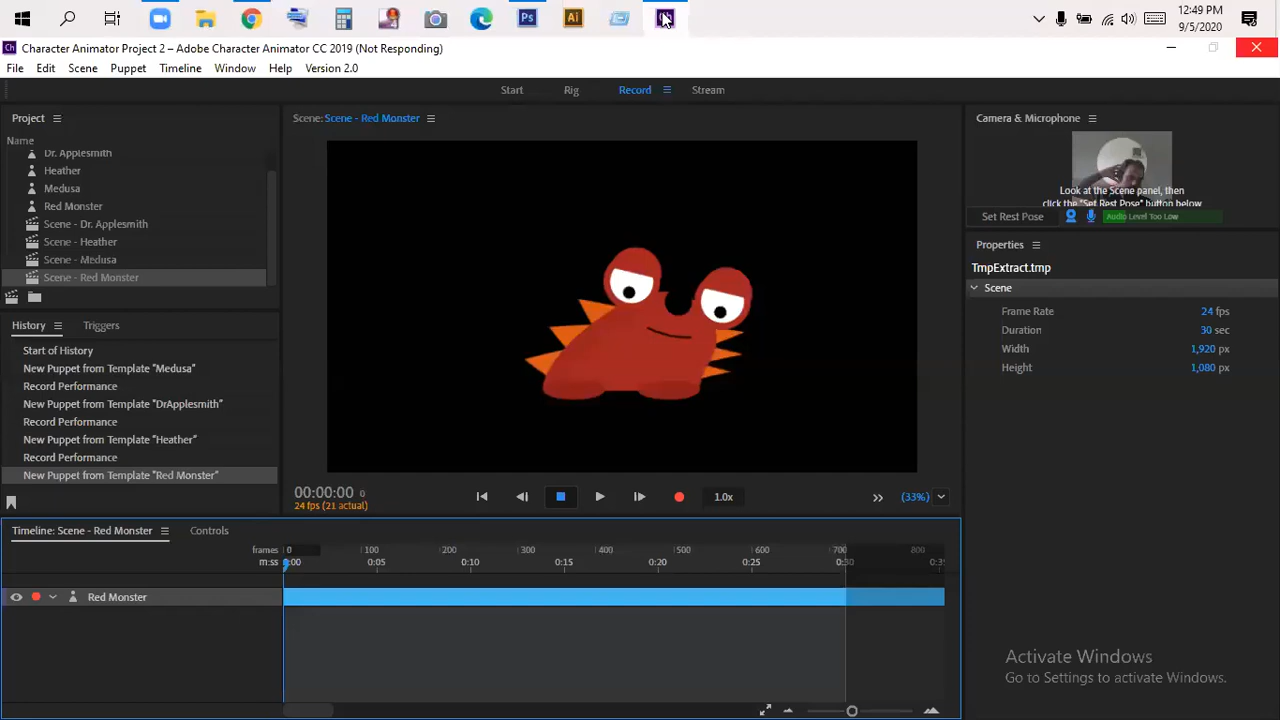 Ps
Ai
Ch
12:49 PM
9/5/2020
Ch
Character Animator Project 2 – Adobe Character Animator CC 2019 (Not Responding)
File Edit Scene Puppet Timeline Window Help Version 2.0
Start Rig Record Stream
Project
Name
Dr. Applesmith
Heather
Medusa
Red Monster
Scene - Dr. Applesmith
Scene - Heather
Scene - Medusa
Scene - Red Monster
History Triggers
Start of History
New Puppet from Template "Medusa"
Record Performance
New Puppet from Template "DrApplesmith"
Record Performance
New Puppet from Template "Heather"
Record Performance
New Puppet from Template "Red Monster"
Scene: Scene - Red Monster
00:00:00 0
24 fps (21 actual)
1.0x
(33%)
Camera & Microphone
Look at the Scene panel, then
click the "Set Rest Pose" button below
Set Rest Pose
Audio Level Too Low
Properties
TmpExtract.tmp
Scene
Frame Rate 24 fps
Duration 30 sec
Width 1,920 px
Height 1,080 px
Timeline: Scene - Red Monster Controls
frames 0 100 200 300 400 500 600 700 800
m:ss 0:00 0:05 0:10 0:15 0:20 0:25 0:30
Red Monster
Activate Windows
Go to Settings to activate Windows.